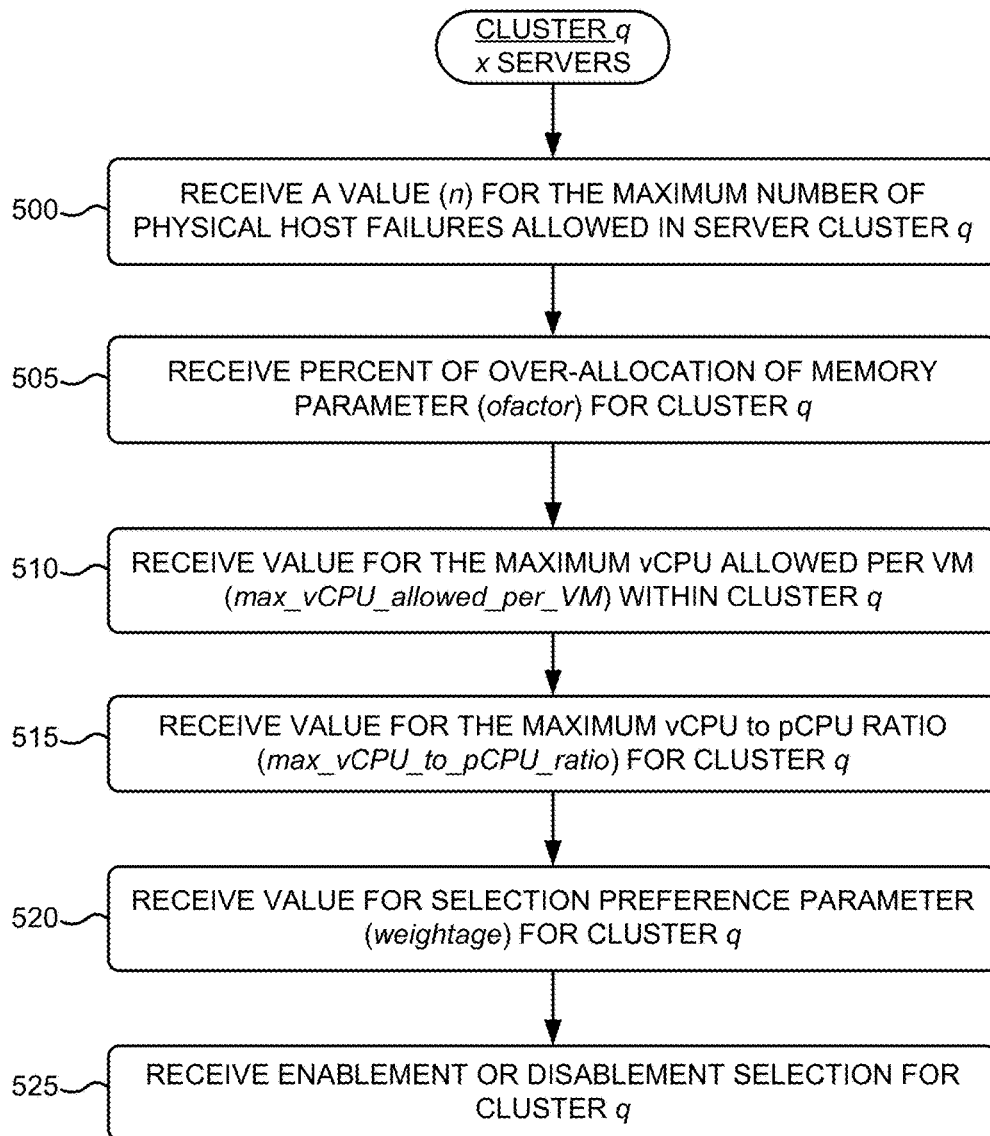 CLUSTER q
x SERVERS
500
RECEIVE A VALUE (n) FOR THE MAXIMUM NUMBER OF
PHYSICAL HOST FAILURES ALLOWED IN SERVER CLUSTER q
505
RECEIVE PERCENT OF OVER-ALLOCATION OF MEMORY
PARAMETER (ofactor) FOR CLUSTER q
510
RECEIVE VALUE FOR THE MAXIMUM vCPU ALLOWED PER VM
(max_vCPU_allowed_per_VM) WITHIN CLUSTER q
515
RECEIVE VALUE FOR THE MAXIMUM vCPU to pCPU RATIO
(max_vCPU_to_pCPU_ratio) FOR CLUSTER q
520
RECEIVE VALUE FOR SELECTION PREFERENCE PARAMETER
(weightage) FOR CLUSTER q
525
RECEIVE ENABLEMENT OR DISABLEMENT SELECTION FOR
CLUSTER q